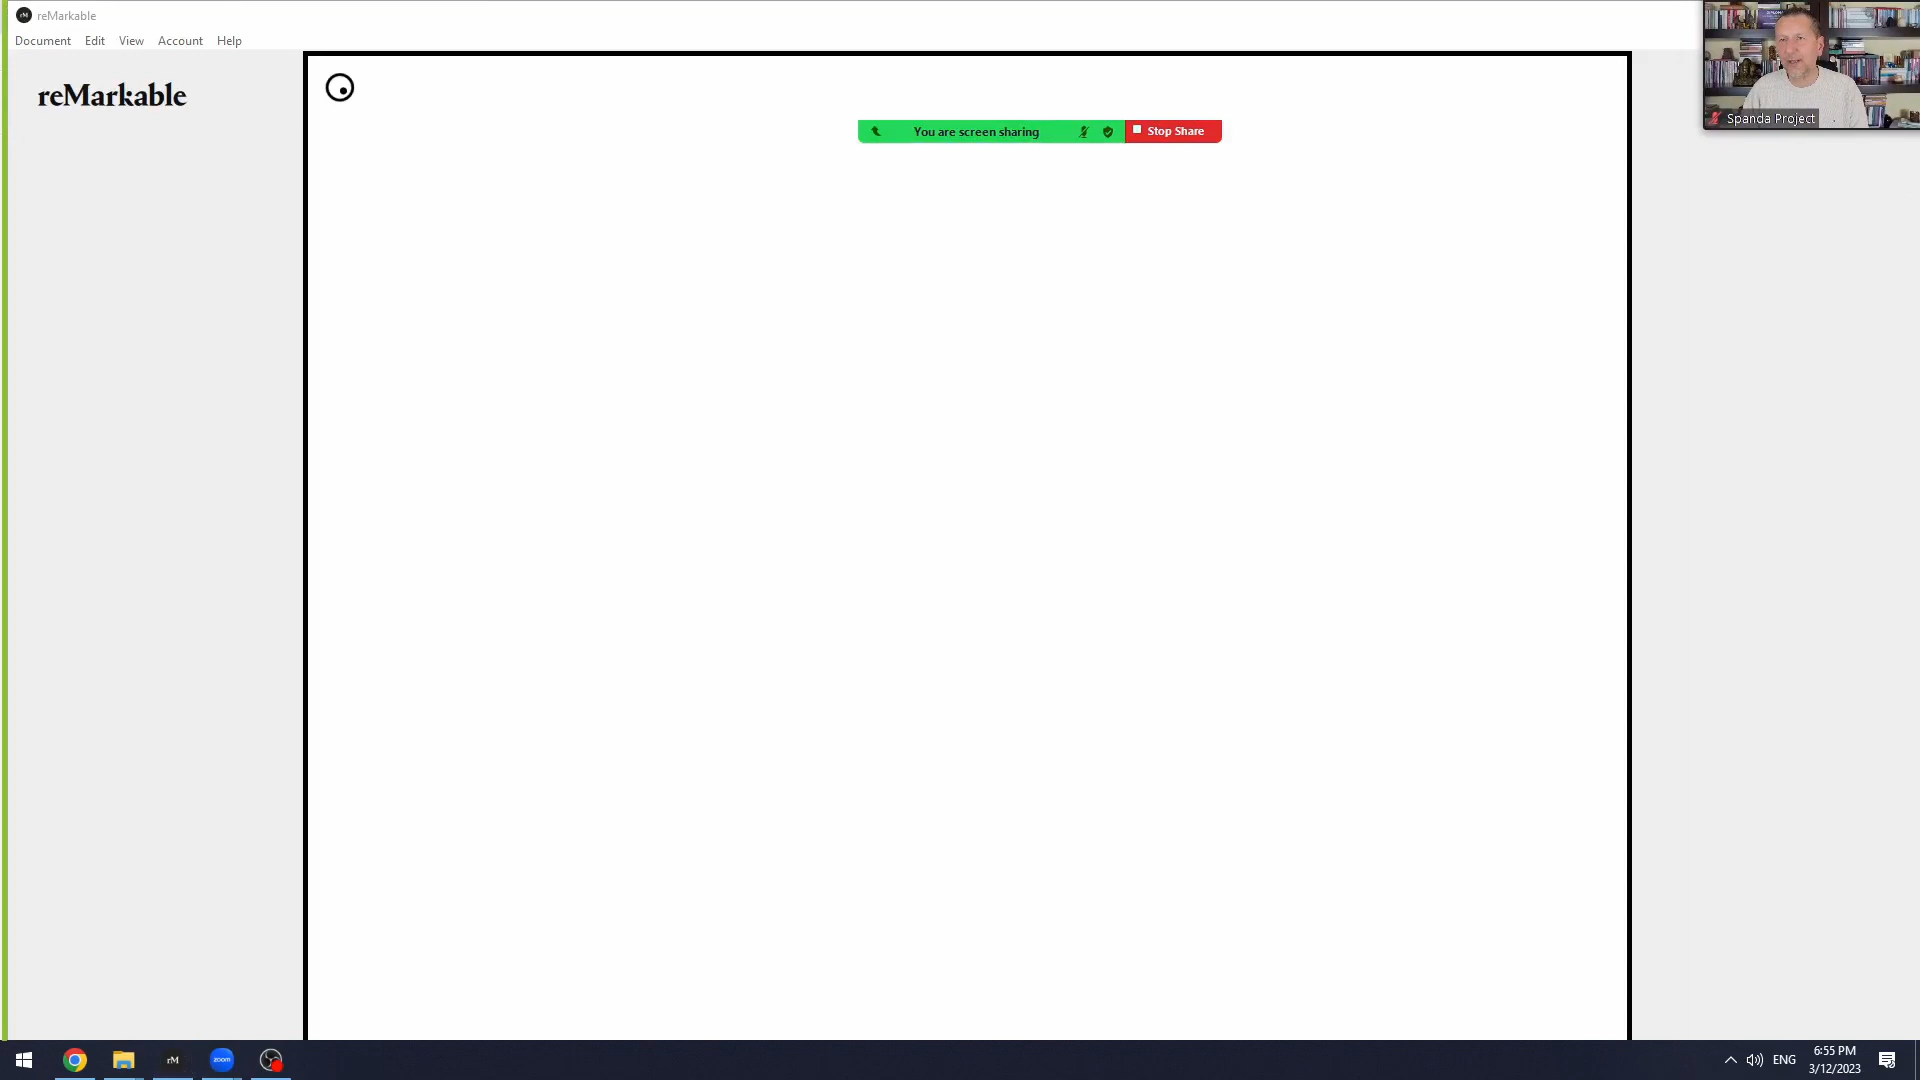 rM reMarkable
Document Edit View Account Help
reMarkable
You are screen sharing Stop Share
Spanda Project
rM zoom ENG 6:55 PM
3/12/2023